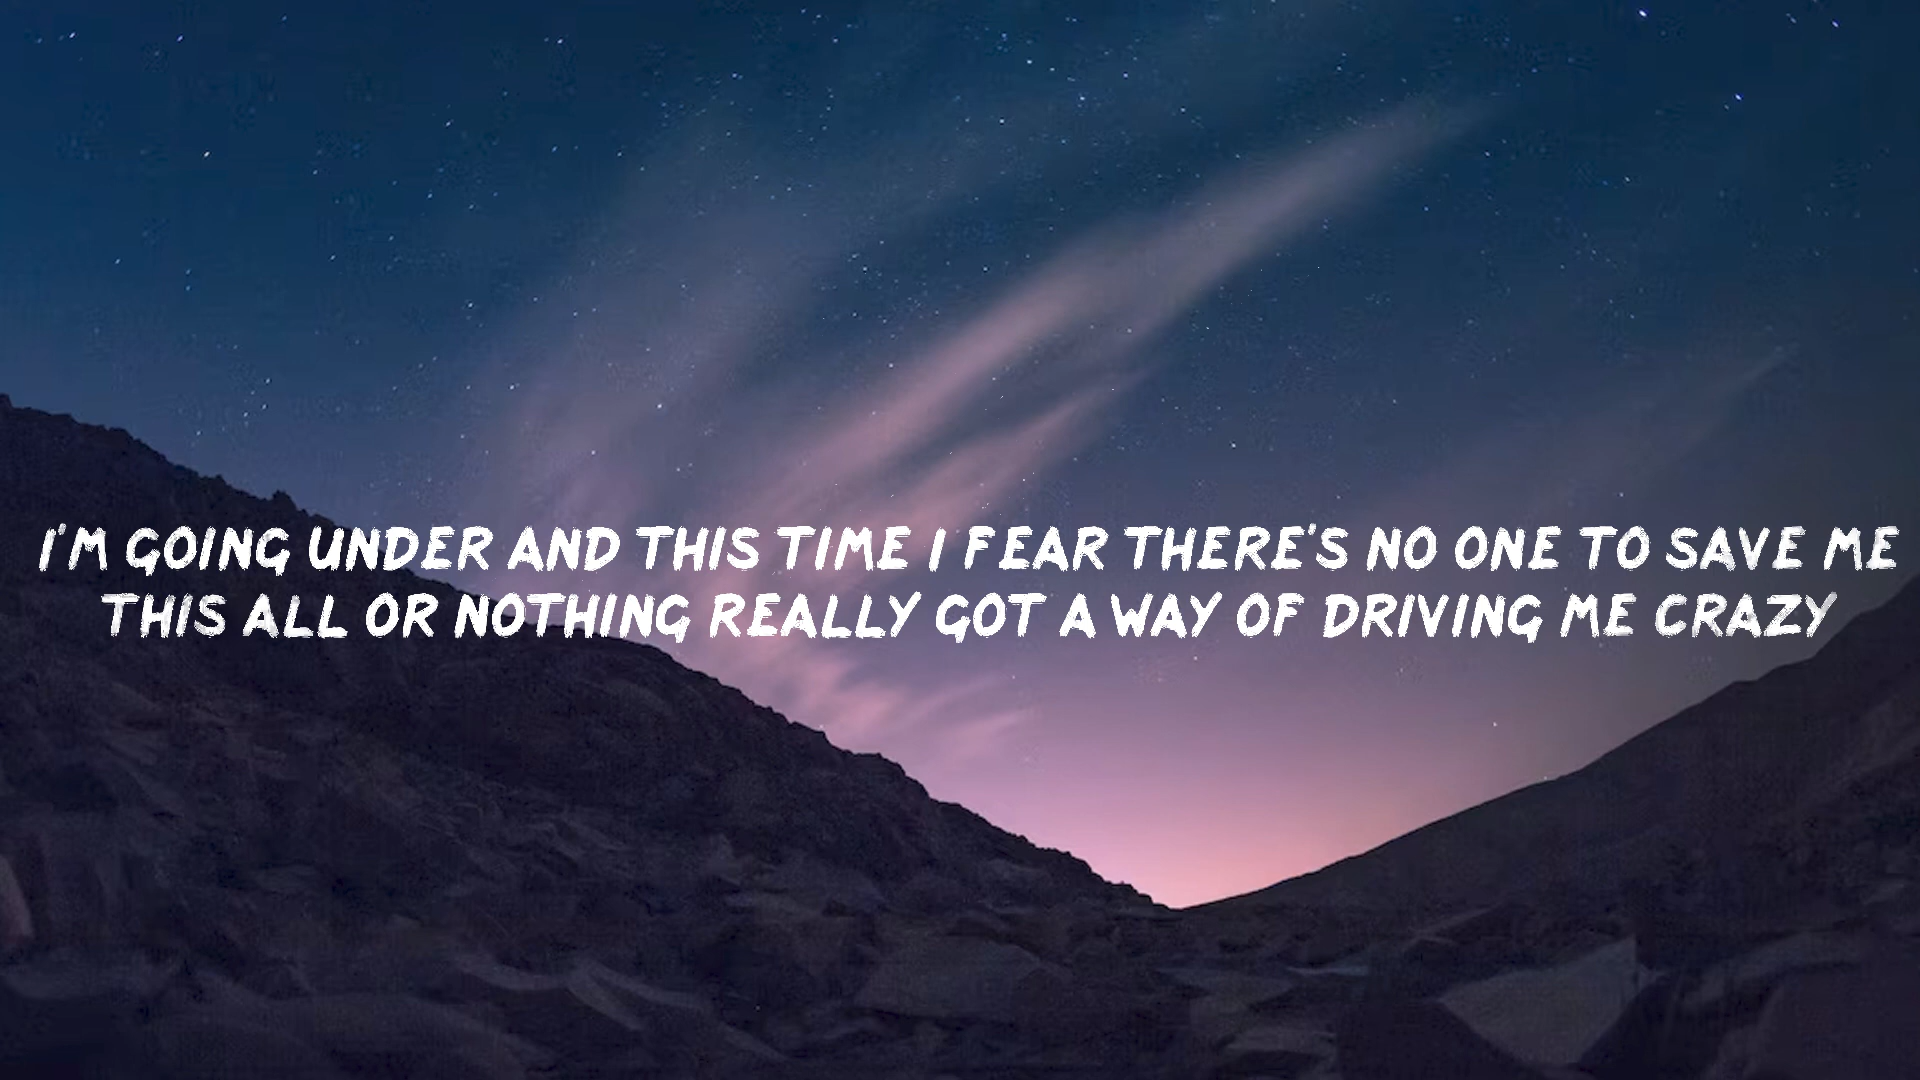 I'M GOING UNDER AND THIS TIME I FEAR THERE'S NO ONE TO SAVE ME
THIS ALL OR NOTHING REALLY GOT A WAY OF DRIVING ME CRAZY